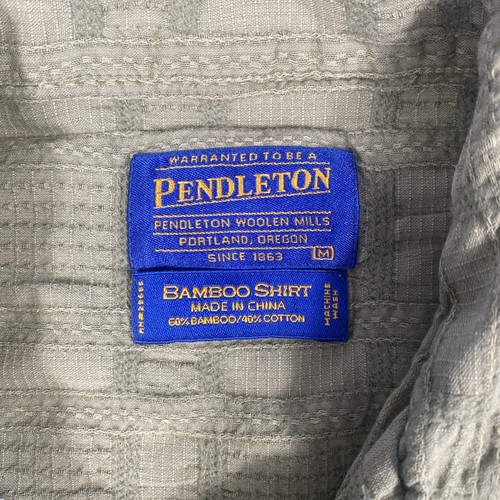 WARRANTED TO BE A
PENDLETON
PENDLETON WOOLEN MILLS
PORTLAND, OREGON
SINCE 1863
M
BAMBOO SHIRT
MADE IN CHINA
60% BAMBOO/40% COTTON
MACHINE
WASH